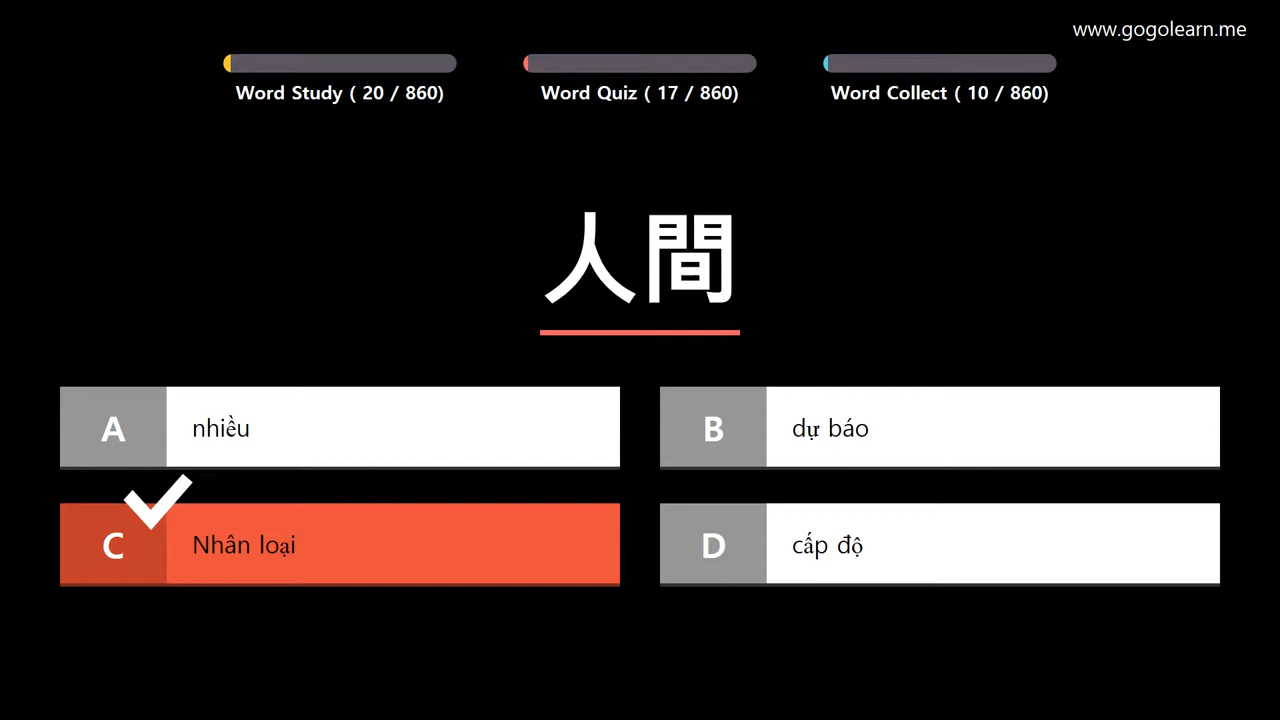 www.gogolearn.me
Word Study ( 20 / 860)
Word Quiz ( 17 / 860)
Word Collect ( 10 / 860)
人間
A nhiều
B dự báo
C Nhân loại
D cấp độ